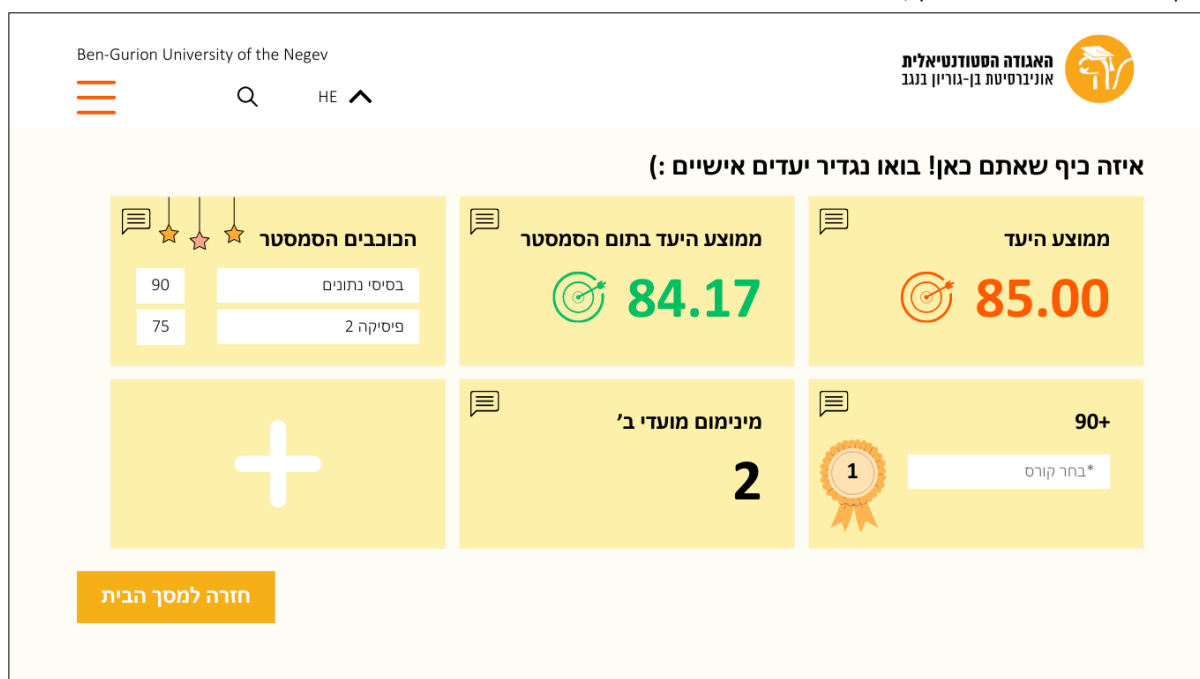 Ben-Gurion University of the Negev
האגודה הסטודנטיאלית
אוניברסיטת בן-גוריון בנגב
HE
איזה כיף שאתם כאן! בואו נגדיר יעדים אישיים :)
ממוצע היעד
85.00
ממוצע היעד בתום הסמסטר
84.17
הכוכבים הסמסטר
בסיסי נתונים 90
פיסיקה 2 75
90+
*בחר קורס
1
מינימום מועדי ב׳
2
חזרה למסך הבית